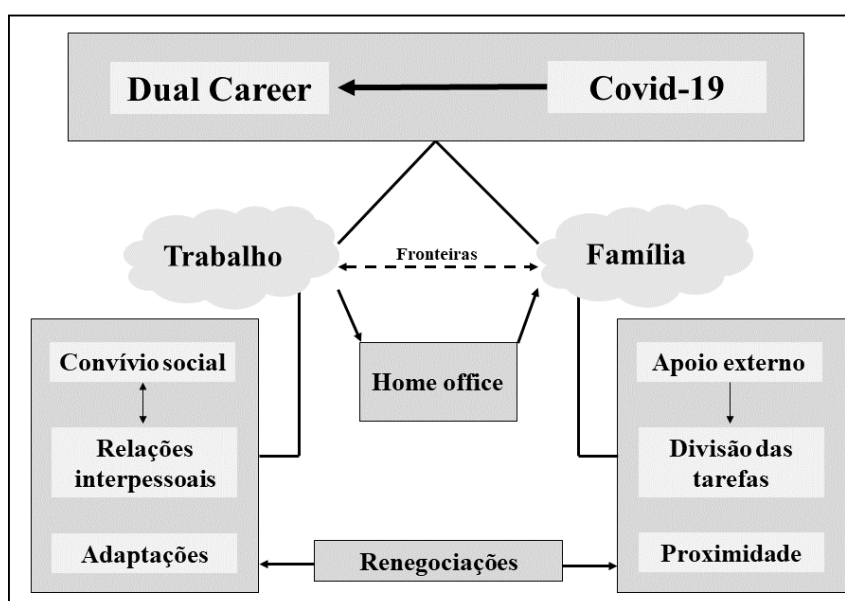 Dual Career
Covid-19
Trabalho
Fronteiras
Família
Convívio social
Home office
Apoio externo
Relações
interpessoais
Divisão das
tarefas
Adaptações
Renegociações
Proximidade